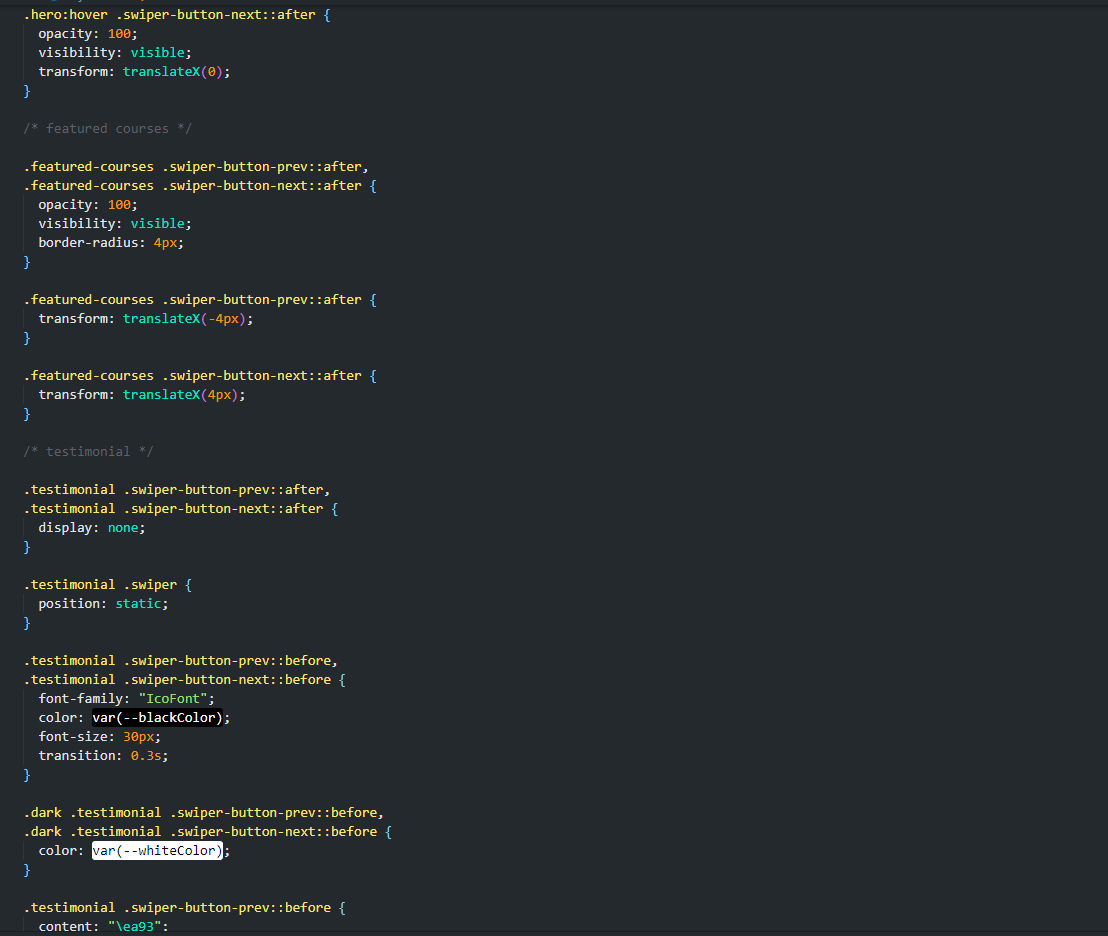 .hero:hover .swiper-button-next::after {
  opacity: 100;
  visibility: visible;
  transform: translateX(0);
}

/* featured courses */

.featured-courses .swiper-button-prev::after,
.featured-courses .swiper-button-next::after {
  opacity: 100;
  visibility: visible;
  border-radius: 4px;
}

.featured-courses .swiper-button-prev::after {
  transform: translateX(-4px);
}

.featured-courses .swiper-button-next::after {
  transform: translateX(4px);
}

/* testimonial */

.testimonial .swiper-button-prev::after,
.testimonial .swiper-button-next::after {
  display: none;
}

.testimonial .swiper {
  position: static;
}

.testimonial .swiper-button-prev::before,
.testimonial .swiper-button-next::before {
  font-family: "IcoFont";
  color: var(--blackColor);
  font-size: 30px;
  transition: 0.3s;
}

.dark .testimonial .swiper-button-prev::before,
.dark .testimonial .swiper-button-next::before {
  color: var(--whiteColor);
}

.testimonial .swiper-button-prev::before {
  content: "\ea93";